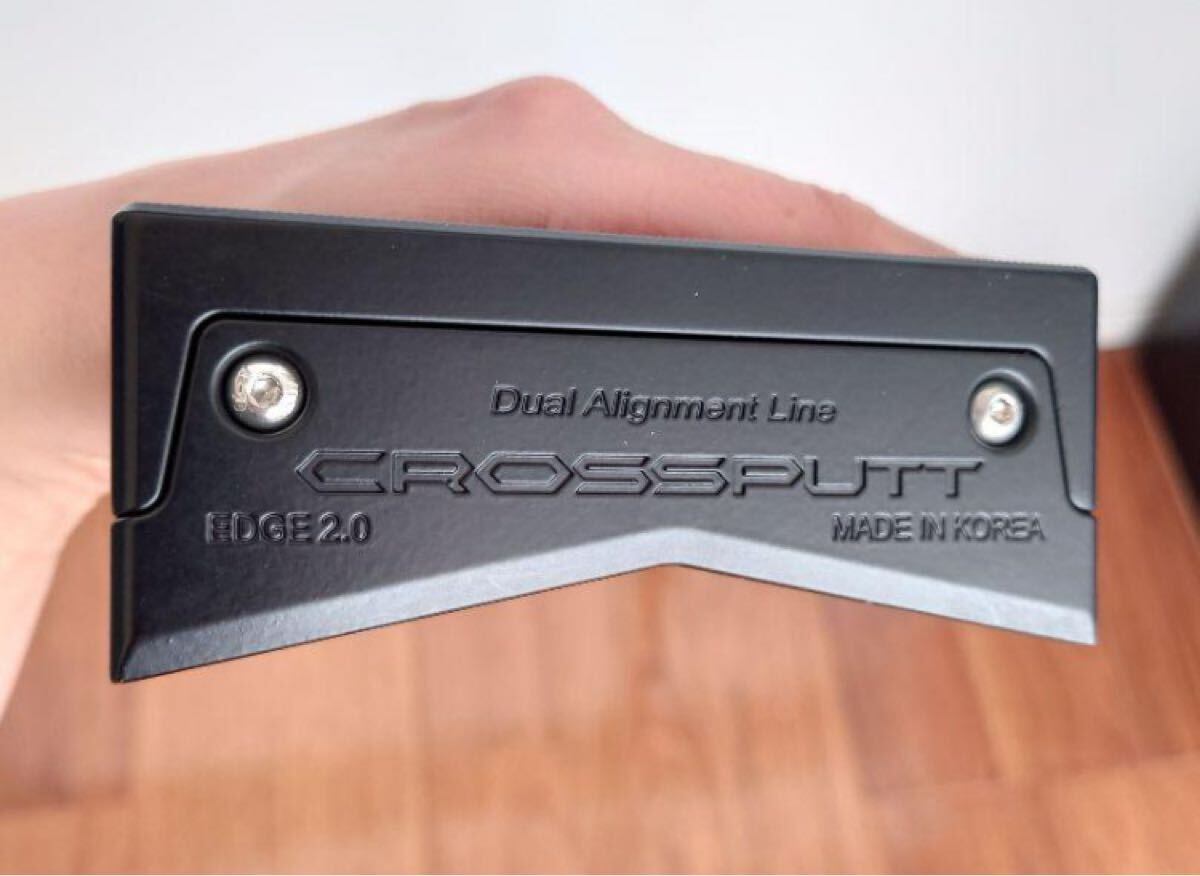 Dual Alignment Line
CROSSPUTT
EDGE 2.0
MADE IN KOREA